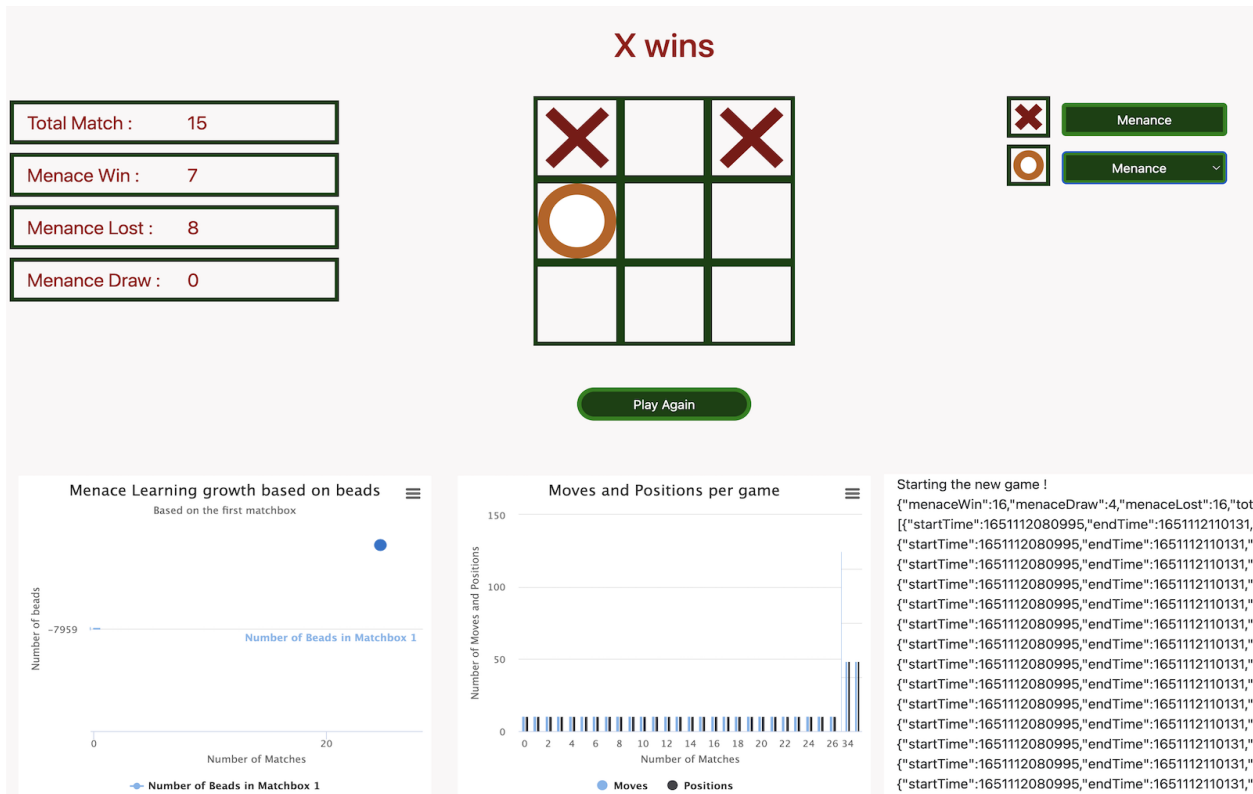 X wins
Total Match : 15
Menace Win : 7
Menance Lost : 8
Menance Draw : 0
Menance
Menance
Play Again
Menace Learning growth based on beads
Based on the first matchbox
Number of beads
-7959
Number of Beads in Matchbox 1
0 20
Number of Matches
Number of Beads in Matchbox 1
Moves and Positions per game
Number of Moves and Positions
150
100
50
0
0 2 4 6 8 10 12 14 16 18 20 22 24 26 34
Number of Matches
Moves Positions
Starting the new game !
{"menaceWin":16,"menaceDraw":4,"menaceLost":16,"tot
[{"startTime":1651112080995,"endTime":1651112110131,
{"startTime":1651112080995,"endTime":1651112110131,"
{"startTime":1651112080995,"endTime":1651112110131,"
{"startTime":1651112080995,"endTime":1651112110131,"
{"startTime":1651112080995,"endTime":1651112110131,"
{"startTime":1651112080995,"endTime":1651112110131,"
{"startTime":1651112080995,"endTime":1651112110131,"
{"startTime":1651112080995,"endTime":1651112110131,"
{"startTime":1651112080995,"endTime":1651112110131,"
{"startTime":1651112080995,"endTime":1651112110131,"
{"startTime":1651112080995,"endTime":1651112110131,"
{"startTime":1651112080995,"endTime":1651112110131,"
{"startTime":1651112080995,"endTime":1651112110131,"
{"startTime":1651112080995,"endTime":1651112110131,"